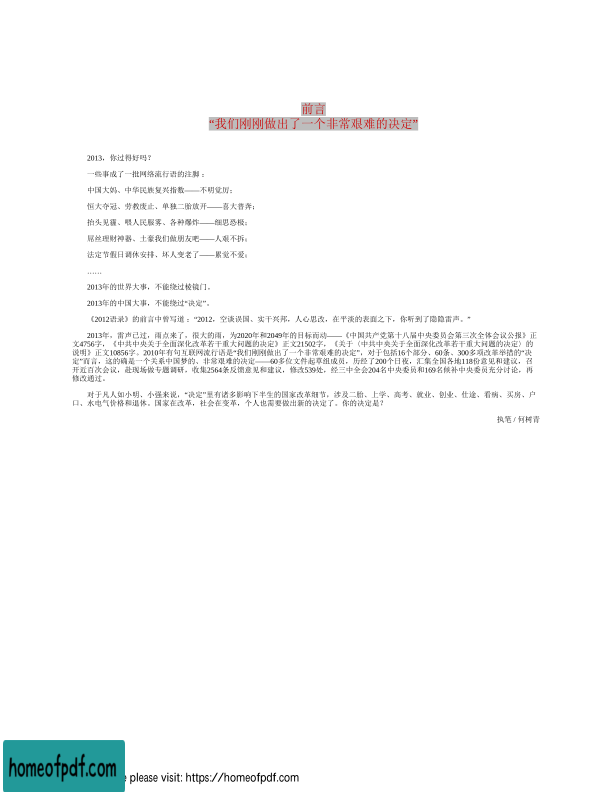 前言
“我们刚刚做出了一个非常艰难的决定”
2013，你过得好吗？
一些事成了一批网络流行语的注脚：
中国大妈、中华民族复兴指数——不明觉厉；
恒大夺冠、劳教废止、单独二胎放开——喜大普奔；
抬头见霾、喂人民服雾、各种爆炸——细思恐极；
屌丝理财神器、土豪我们做朋友吧——人艰不拆；
法定节假日调休安排、坏人变老了——累觉不爱；
……
2013年的世界大事，不能绕过棱镜门。
2013年的中国大事，不能绕过“决定”。
《2012语录》的前言中曾写道：“2012，空谈误国、实干兴邦，人心思改，在平淡的表面之下，你听到了隐隐雷声。”
2013年，雷声已过，雨点来了，很大的雨，为2020年和2049年的目标而动——《中国共产党第十八届中央委员会第三次全体会议公报》正
文4756字，《中共中央关于全面深化改革若干重大问题的决定》正文21502字，《关于〈中共中央关于全面深化改革若干重大问题的决定〉的
说明》正文10856字。2010年有句互联网流行语是“我们刚刚做出了一个非常艰难的决定”，对于包括16个部分、60条、300多项改革举措的“决
定”而言，这的确是一个关系中国梦的、非常艰难的决定——60多位文件起草组成员，历经了200个日夜，汇集全国各地118份意见和建议，召
开近百次会议，赴现场做专题调研，收集2564条反馈意见和建议，修改539处，经三中全会204名中央委员和169名候补中央委员充分讨论，再
修改通过。
对于凡人如小明、小强来说，“决定”里有诸多影响下半生的国家改革细节，涉及二胎、上学、高考、就业、创业、仕途、看病、买房、户
口、水电气价格和退休。国家在改革，社会在变革，个人也需要做出新的决定了。你的决定是？
执笔 / 何树青
homeofpdf.com
e please visit: https://homeofpdf.com